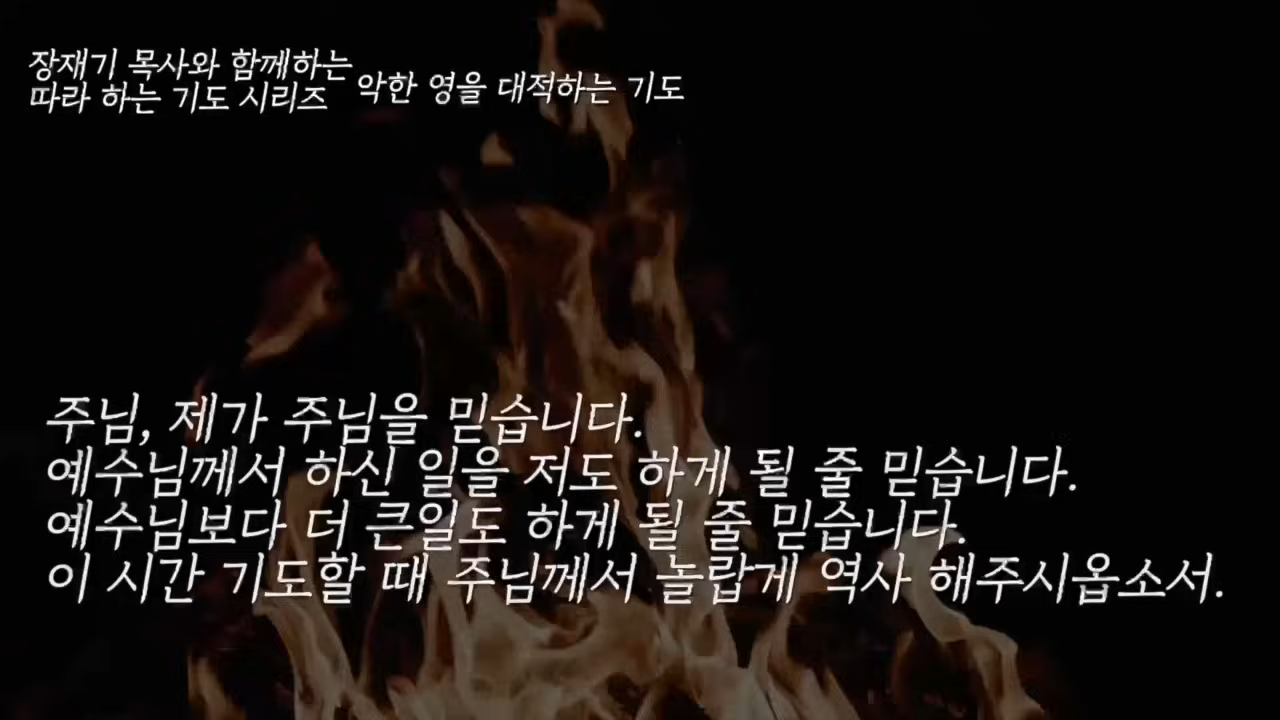 장재기 목사와 함께하는
따라 하는 기도 시리즈
악한 영을 대적하는 기도
주님, 제가 주님을 믿습니다.
예수님께서 하신 일을 저도 하게 될 줄 믿습니다.
예수님보다 더 큰일도 하게 될 줄 믿습니다.
이 시간 기도할 때 주님께서 놀랍게 역사 해주시옵소서.